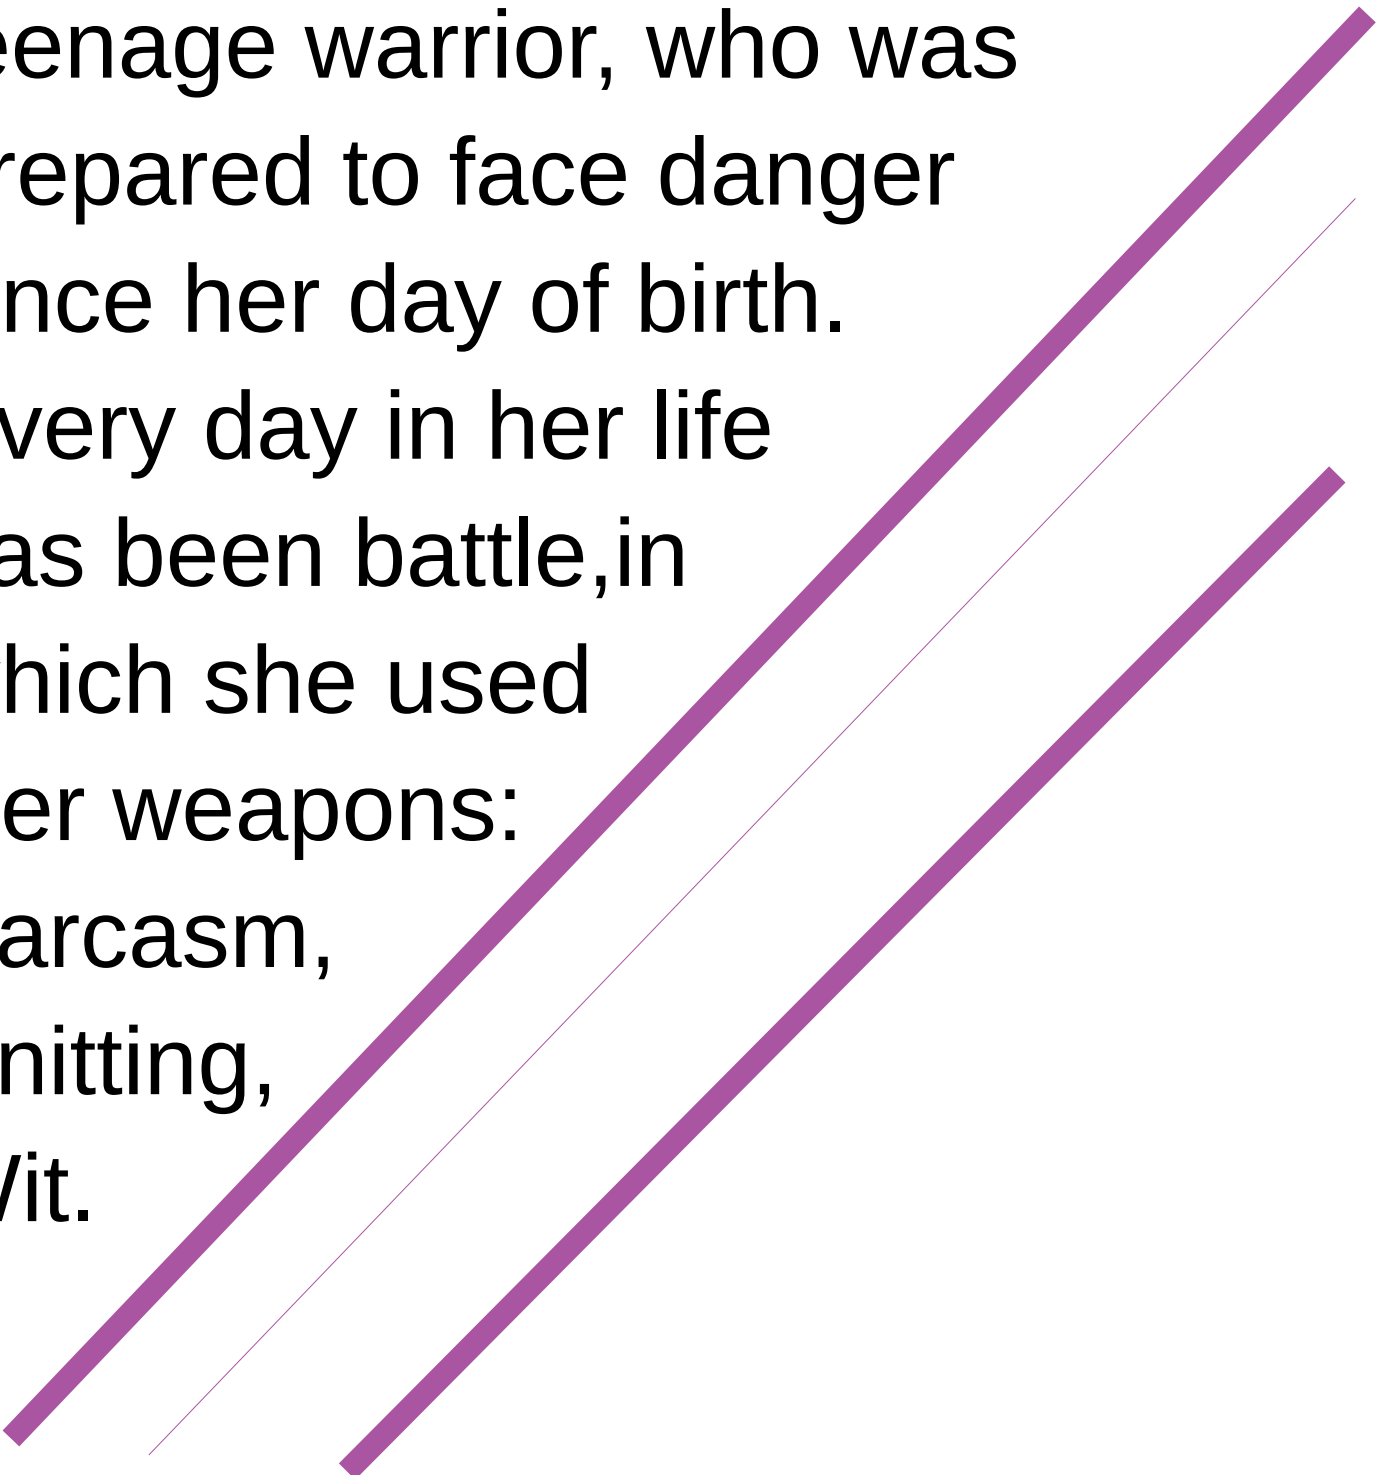 eenage warrior, who was
repared to face danger
nce her day of birth.
very day in her life
as been battle,in
hich she used
er weapons:
arcasm,
nitting,
it.